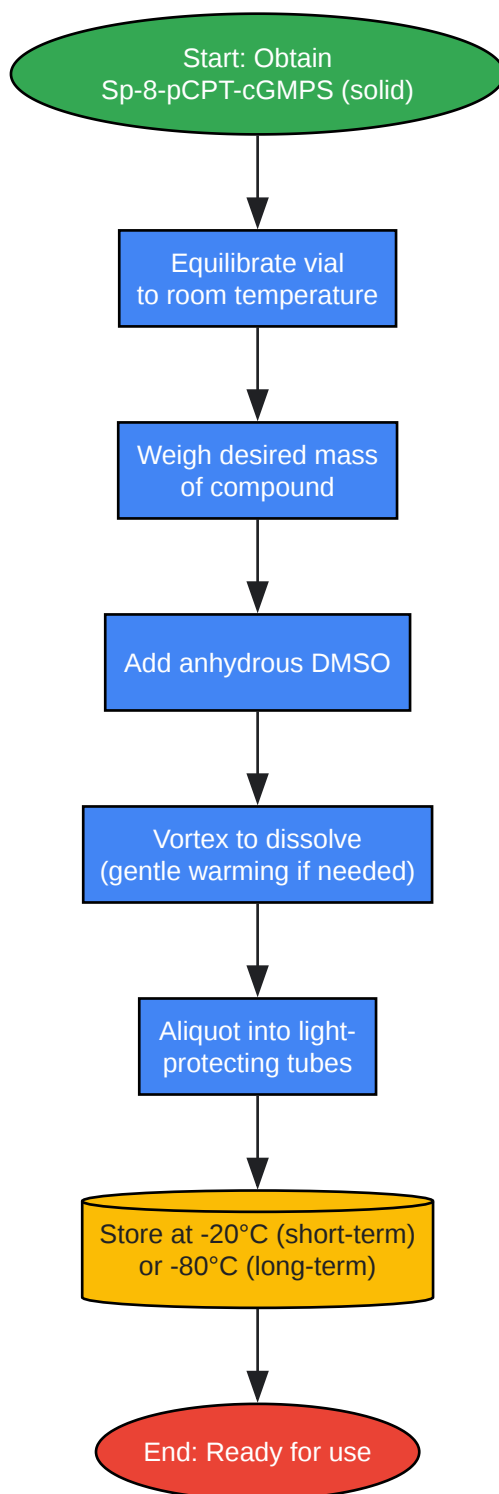 Start: Obtain
Sp-8-pCPT-cGMPS (solid)
Equilibrate vial
to room temperature
Weigh desired mass
of compound
Add anhydrous DMSO
Vortex to dissolve
(gentle warming if needed)
Aliquot into light-
protecting tubes
Store at -20°C (short-term)
or -80°C (long-term)
End: Ready for use